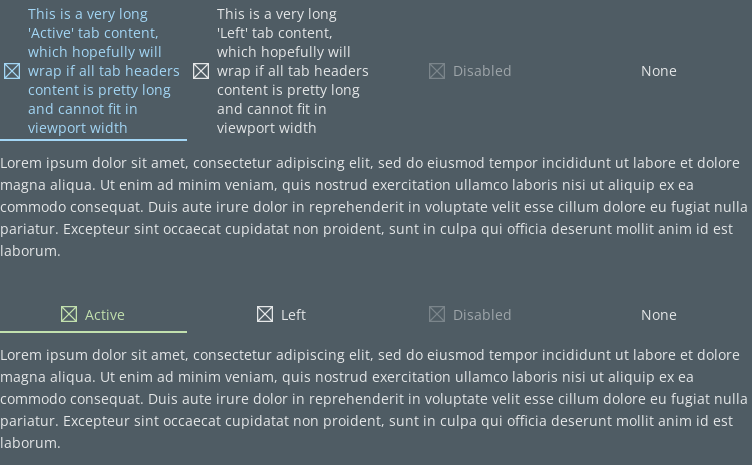 This is a very long
'Active' tab content,
which hopefully will
wrap if all tab headers
content is pretty long
and cannot fit in
viewport width
This is a very long
'Left' tab content,
which hopefully will
wrap if all tab headers
content is pretty long
and cannot fit in
viewport width
Disabled
None
Lorem ipsum dolor sit amet, consectetur adipiscing elit, sed do eiusmod tempor incididunt ut labore et dolore
magna aliqua. Ut enim ad minim veniam, quis nostrud exercitation ullamco laboris nisi ut aliquip ex ea
commodo consequat. Duis aute irure dolor in reprehenderit in voluptate velit esse cillum dolore eu fugiat nulla
pariatur. Excepteur sint occaecat cupidatat non proident, sunt in culpa qui officia deserunt mollit anim id est
laborum.
Active
Left
Disabled
None
Lorem ipsum dolor sit amet, consectetur adipiscing elit, sed do eiusmod tempor incididunt ut labore et dolore
magna aliqua. Ut enim ad minim veniam, quis nostrud exercitation ullamco laboris nisi ut aliquip ex ea
commodo consequat. Duis aute irure dolor in reprehenderit in voluptate velit esse cillum dolore eu fugiat nulla
pariatur. Excepteur sint occaecat cupidatat non proident, sunt in culpa qui officia deserunt mollit anim id est
laborum.